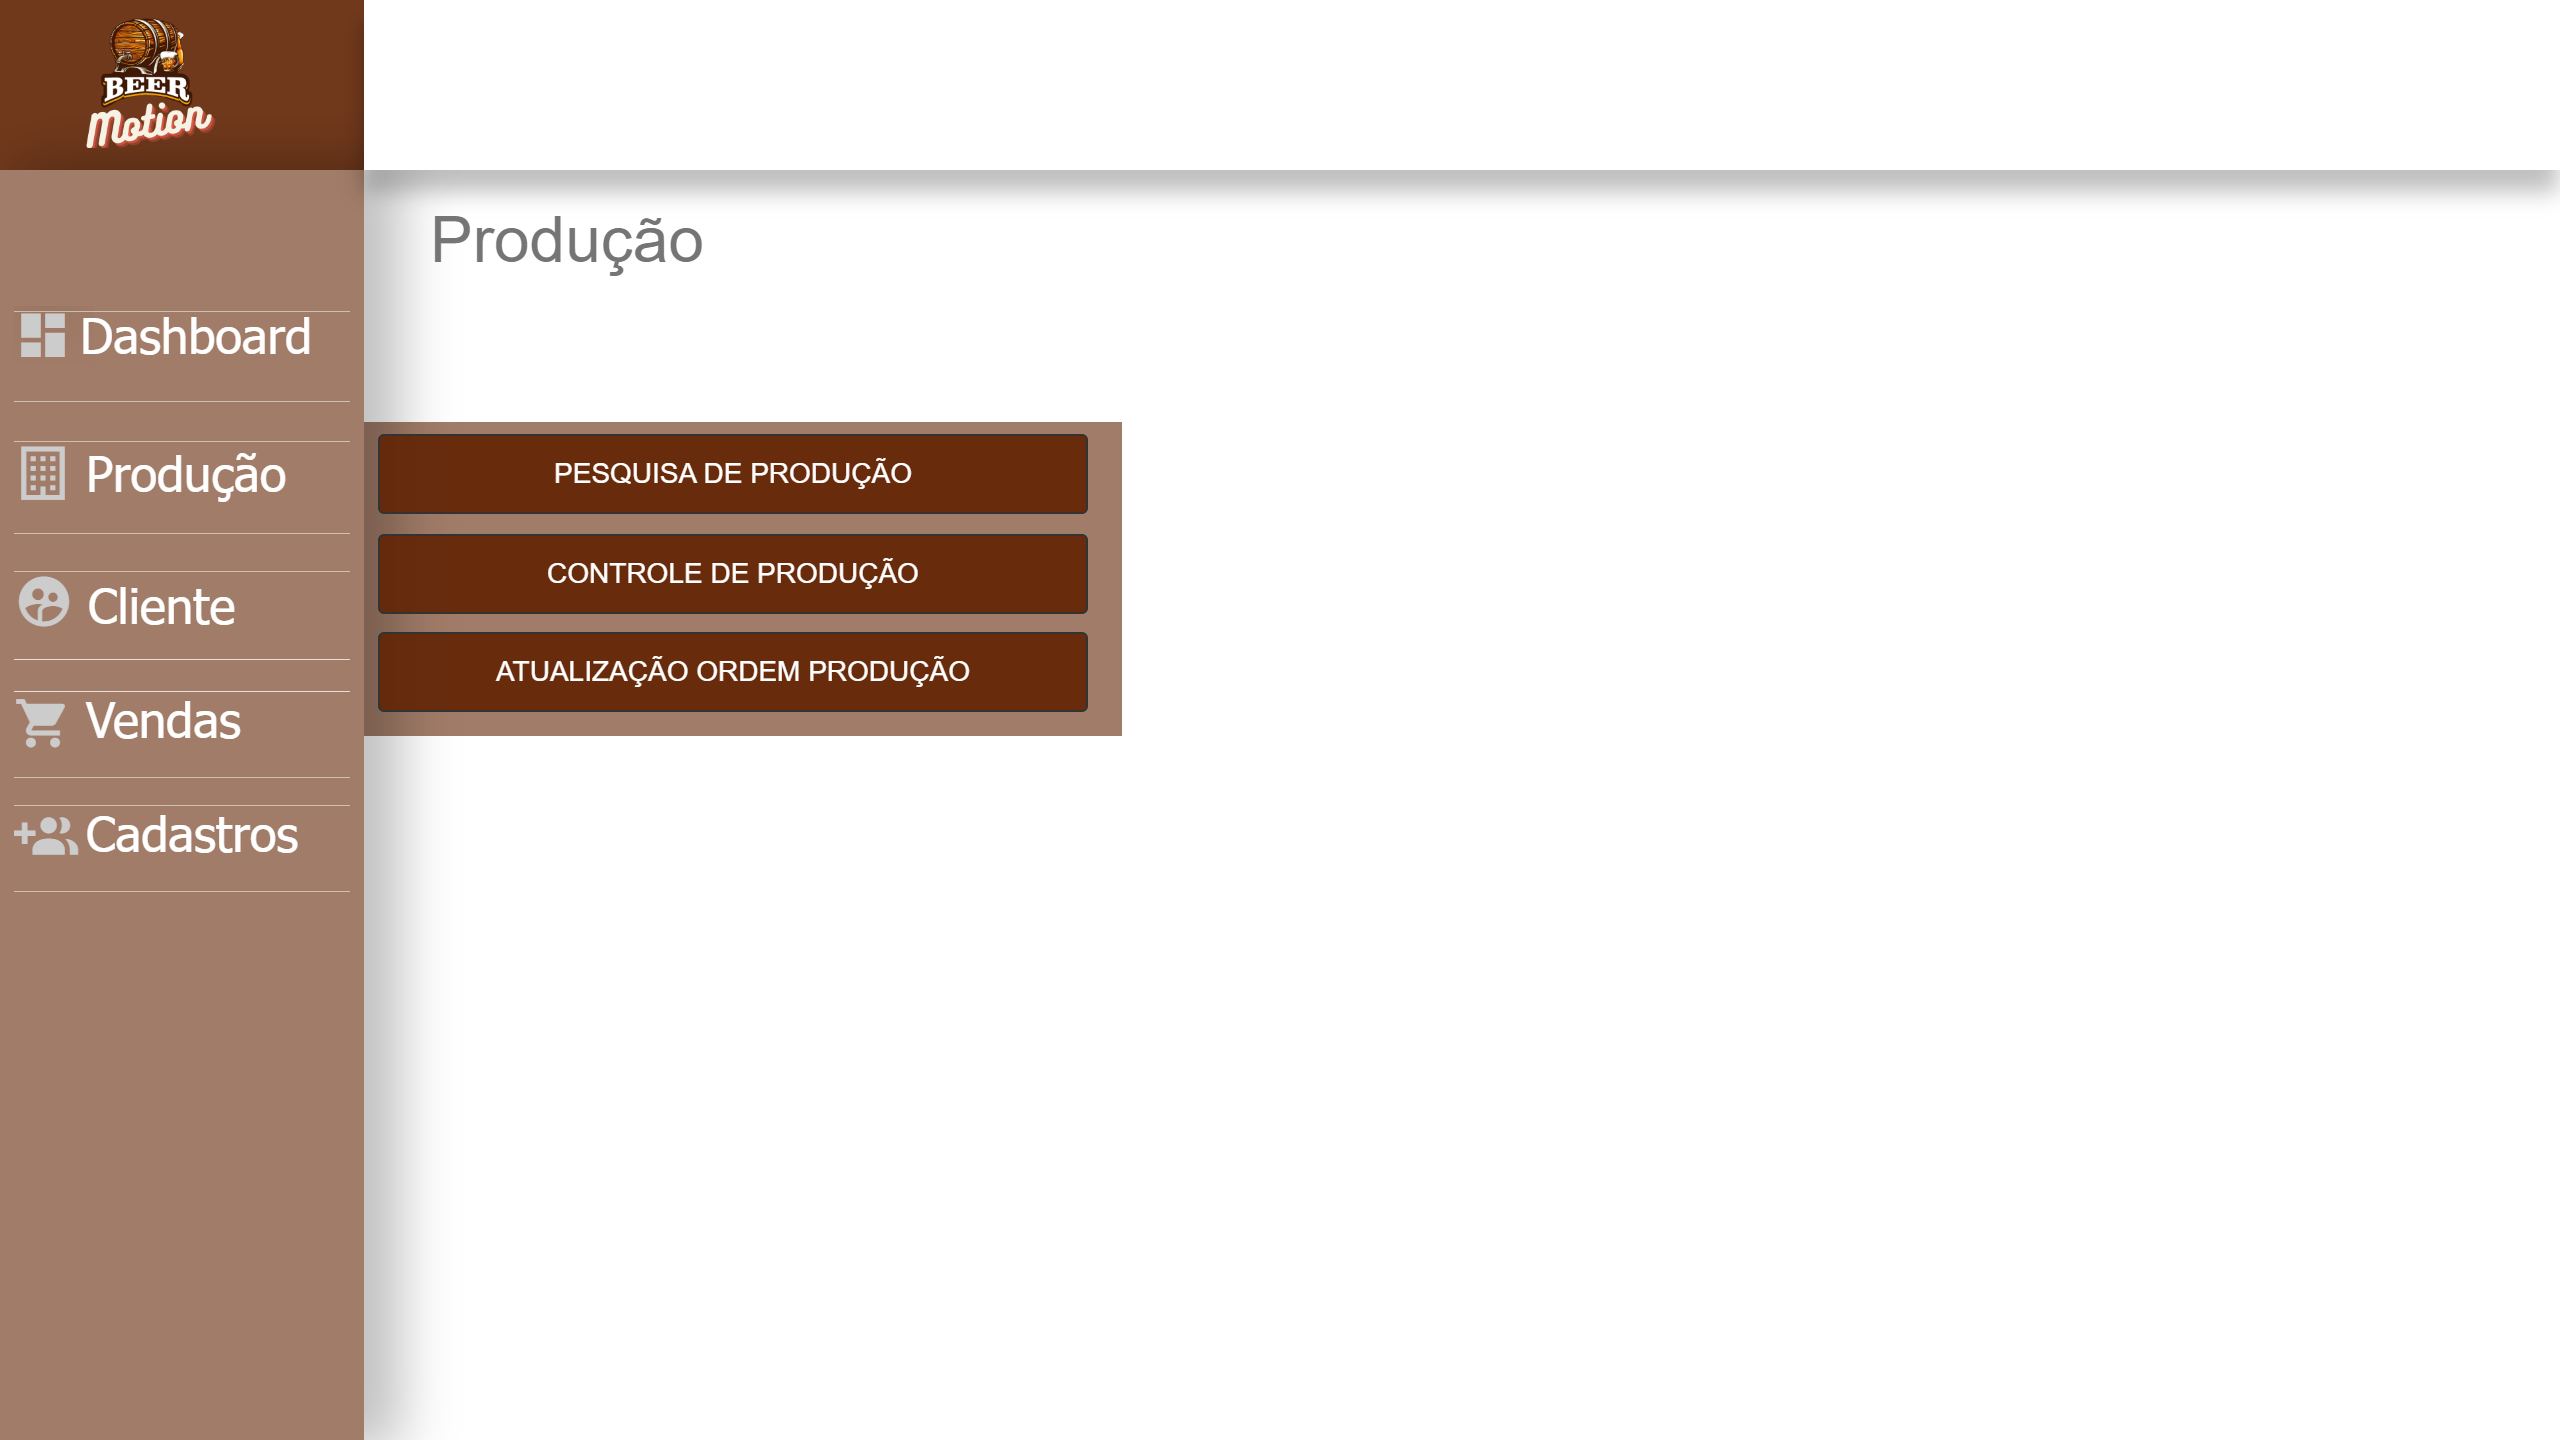 BEER
Motion
Produção
Dashboard
Produção
Cliente
Vendas
Cadastros
PESQUISA DE PRODUÇÃO
CONTROLE DE PRODUÇÃO
ATUALIZAÇÃO ORDEM PRODUÇÃO